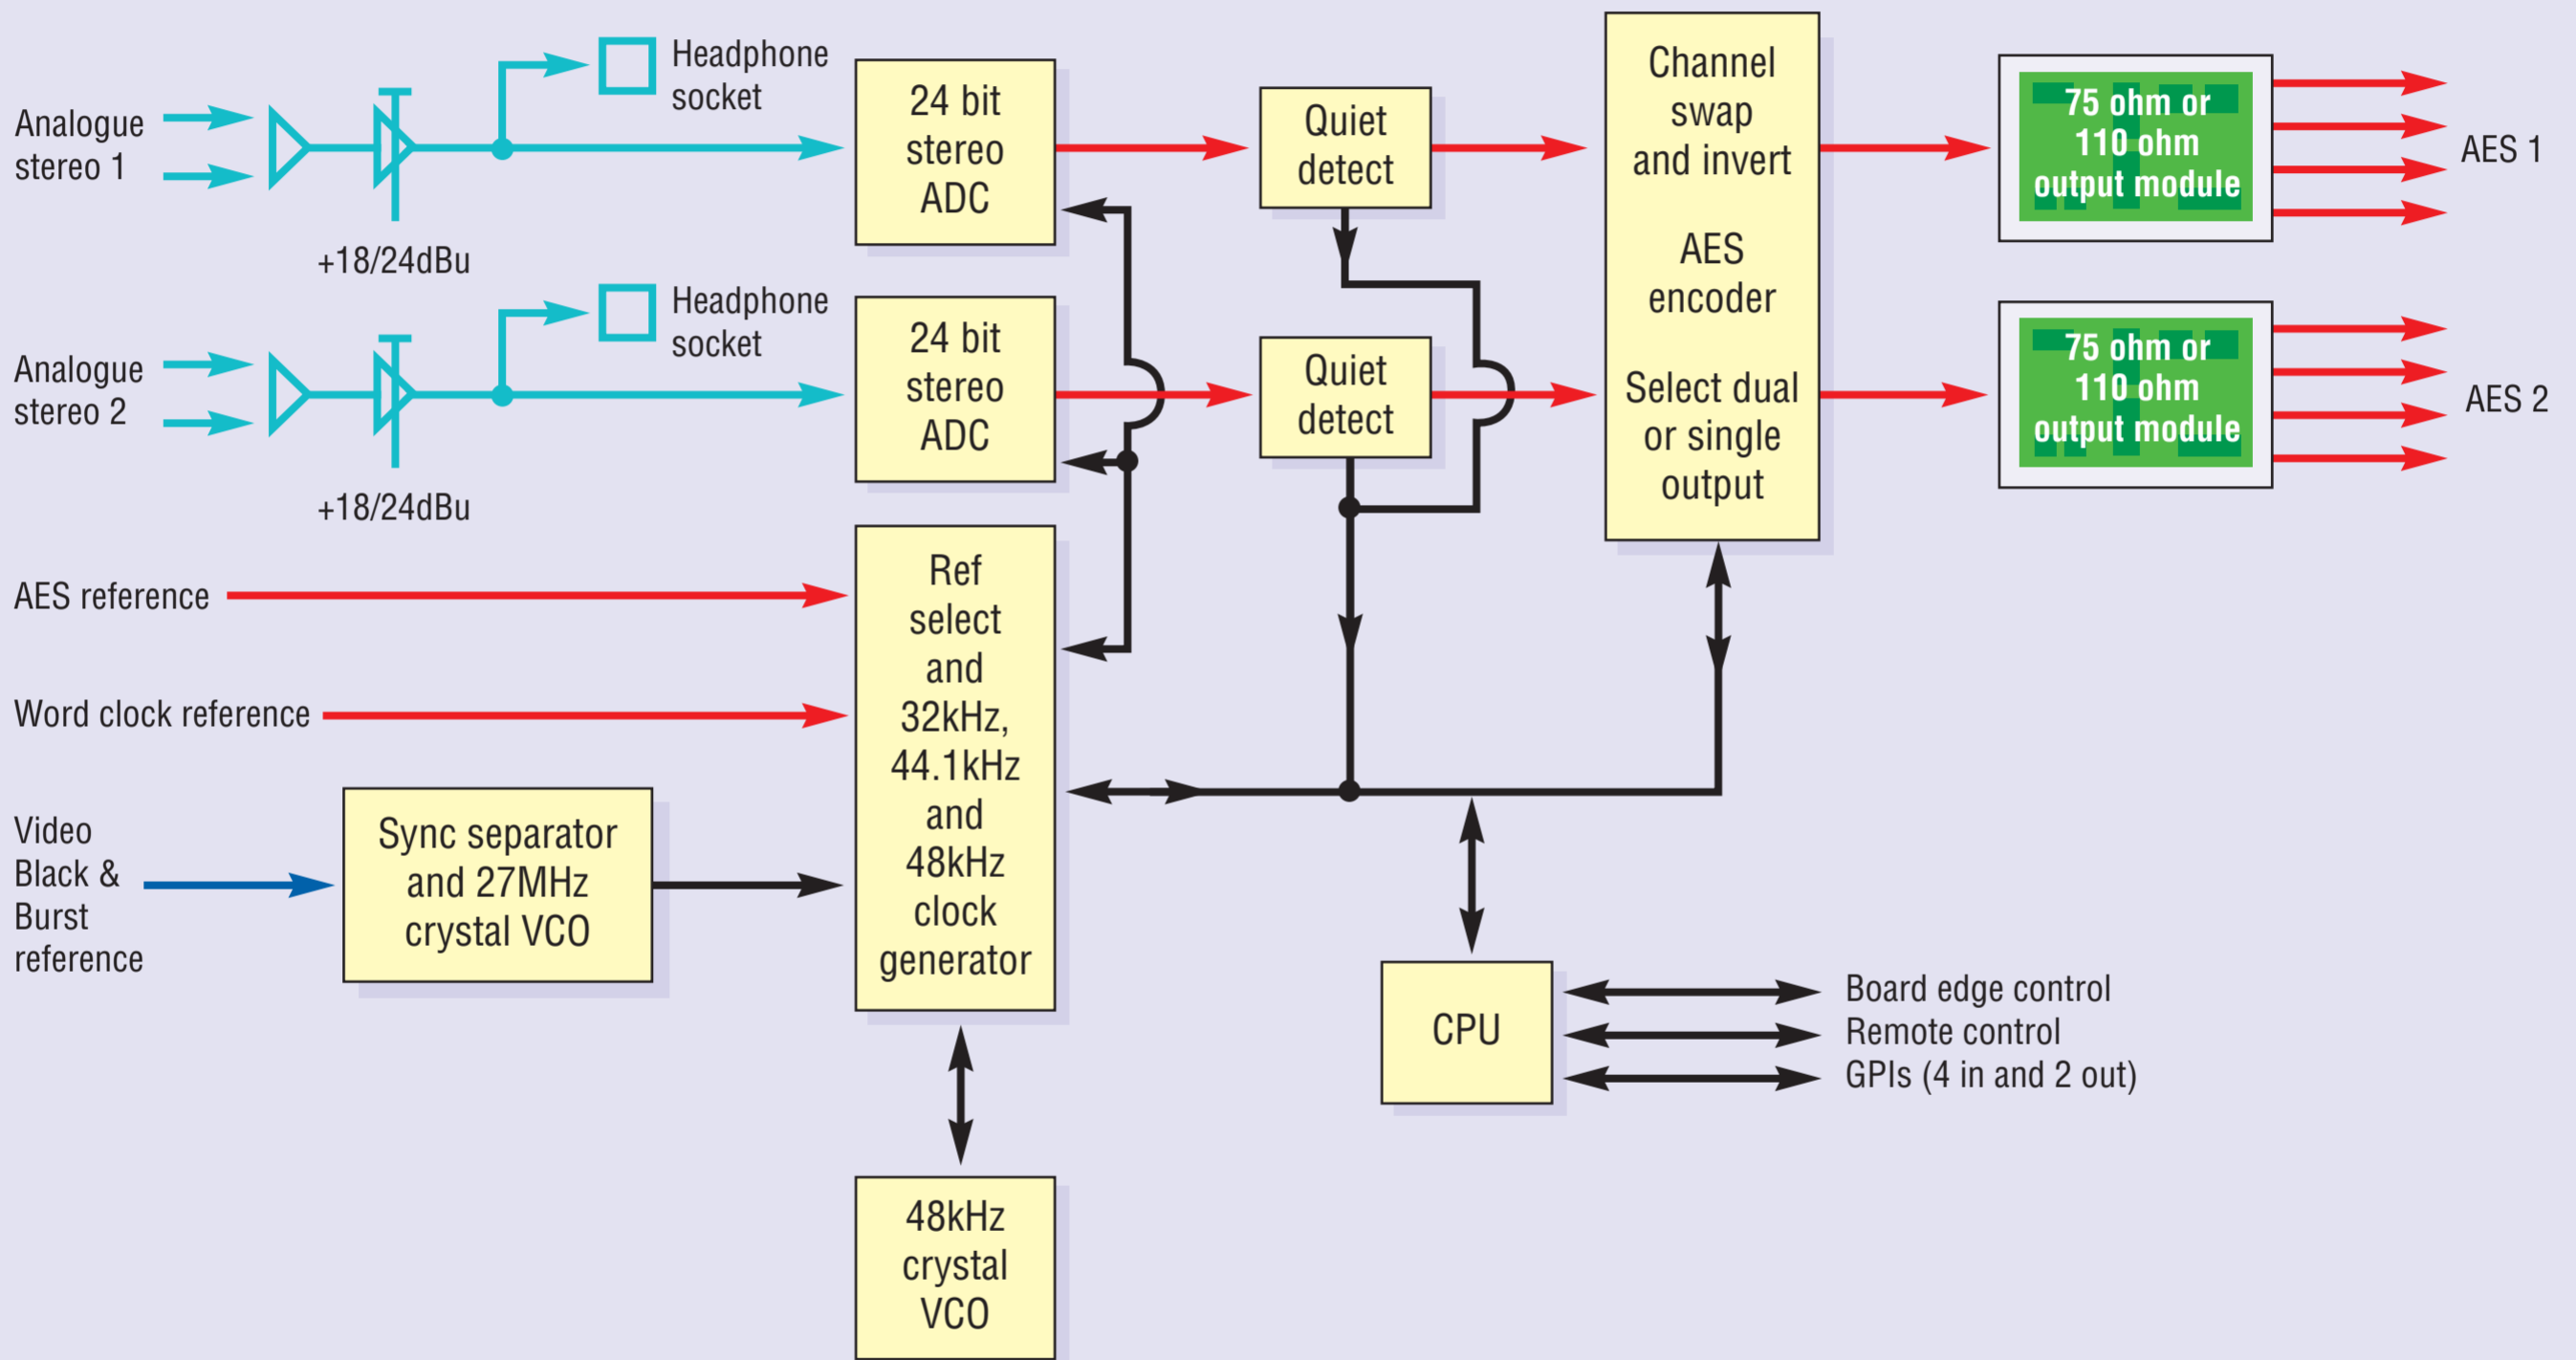 Analogue
stereo 1
+18/24dBu
Headphone
socket
24 bit
stereo
ADC
Quiet
detect
Channel
swap
and invert
AES
encoder
Select dual
or single
output
75 ohm or
110 ohm
output module
AES 1
Analogue
stereo 2
+18/24dBu
Headphone
socket
24 bit
stereo
ADC
Quiet
detect
75 ohm or
110 ohm
output module
AES 2
AES reference
Word clock reference
Video
Black &
Burst
reference
Sync separator
and 27MHz
crystal VCO
Ref
select
and
32kHz,
44.1kHz
and
48kHz
clock
generator
48kHz
crystal
VCO
CPU
Board edge control
Remote control
GPIs (4 in and 2 out)